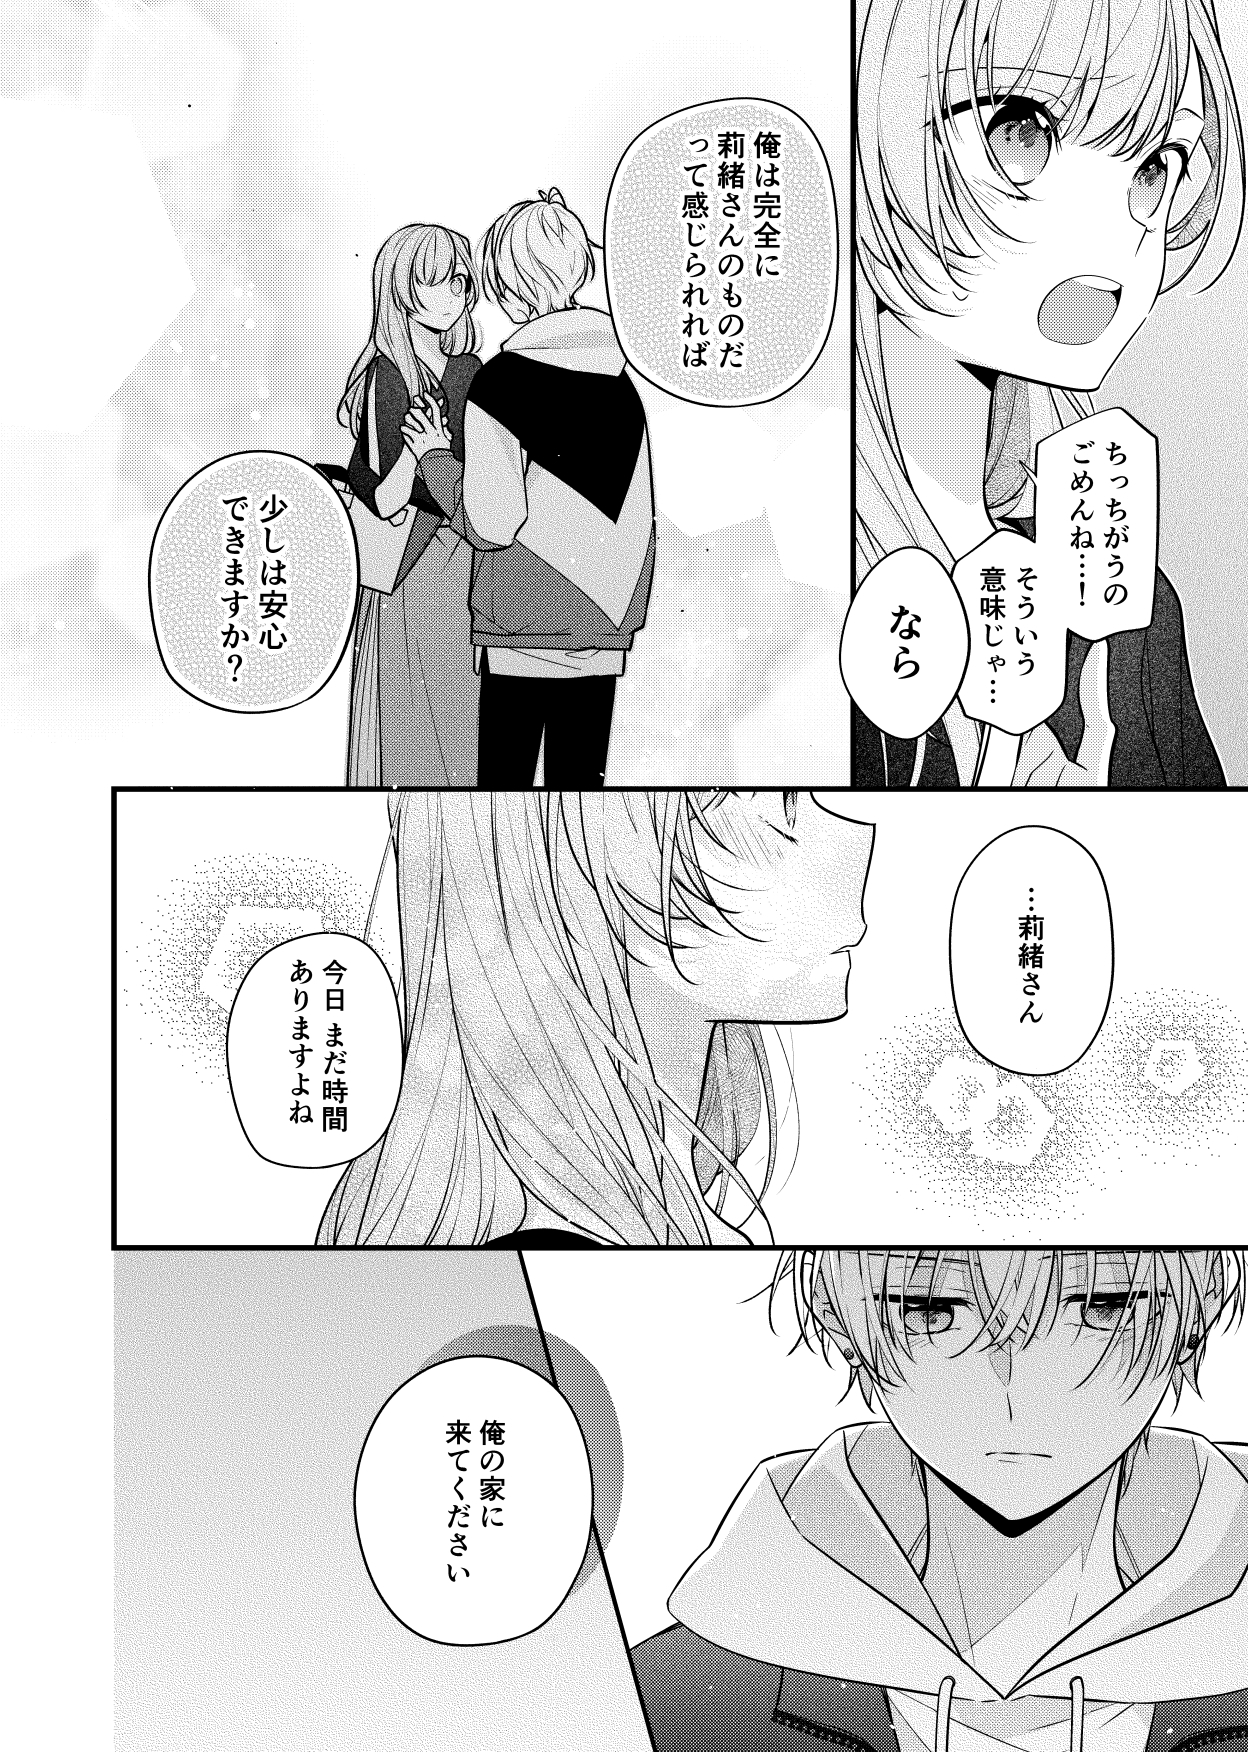 ちっちがうの
ごめんね…！
そういう
意味じゃ…
なら
俺は完全に
莉緒さんのものだ
って感じられれば
少しは安心
できますか？
…莉緒さん
今日まだ時間
ありますよね
俺の家に
来てください